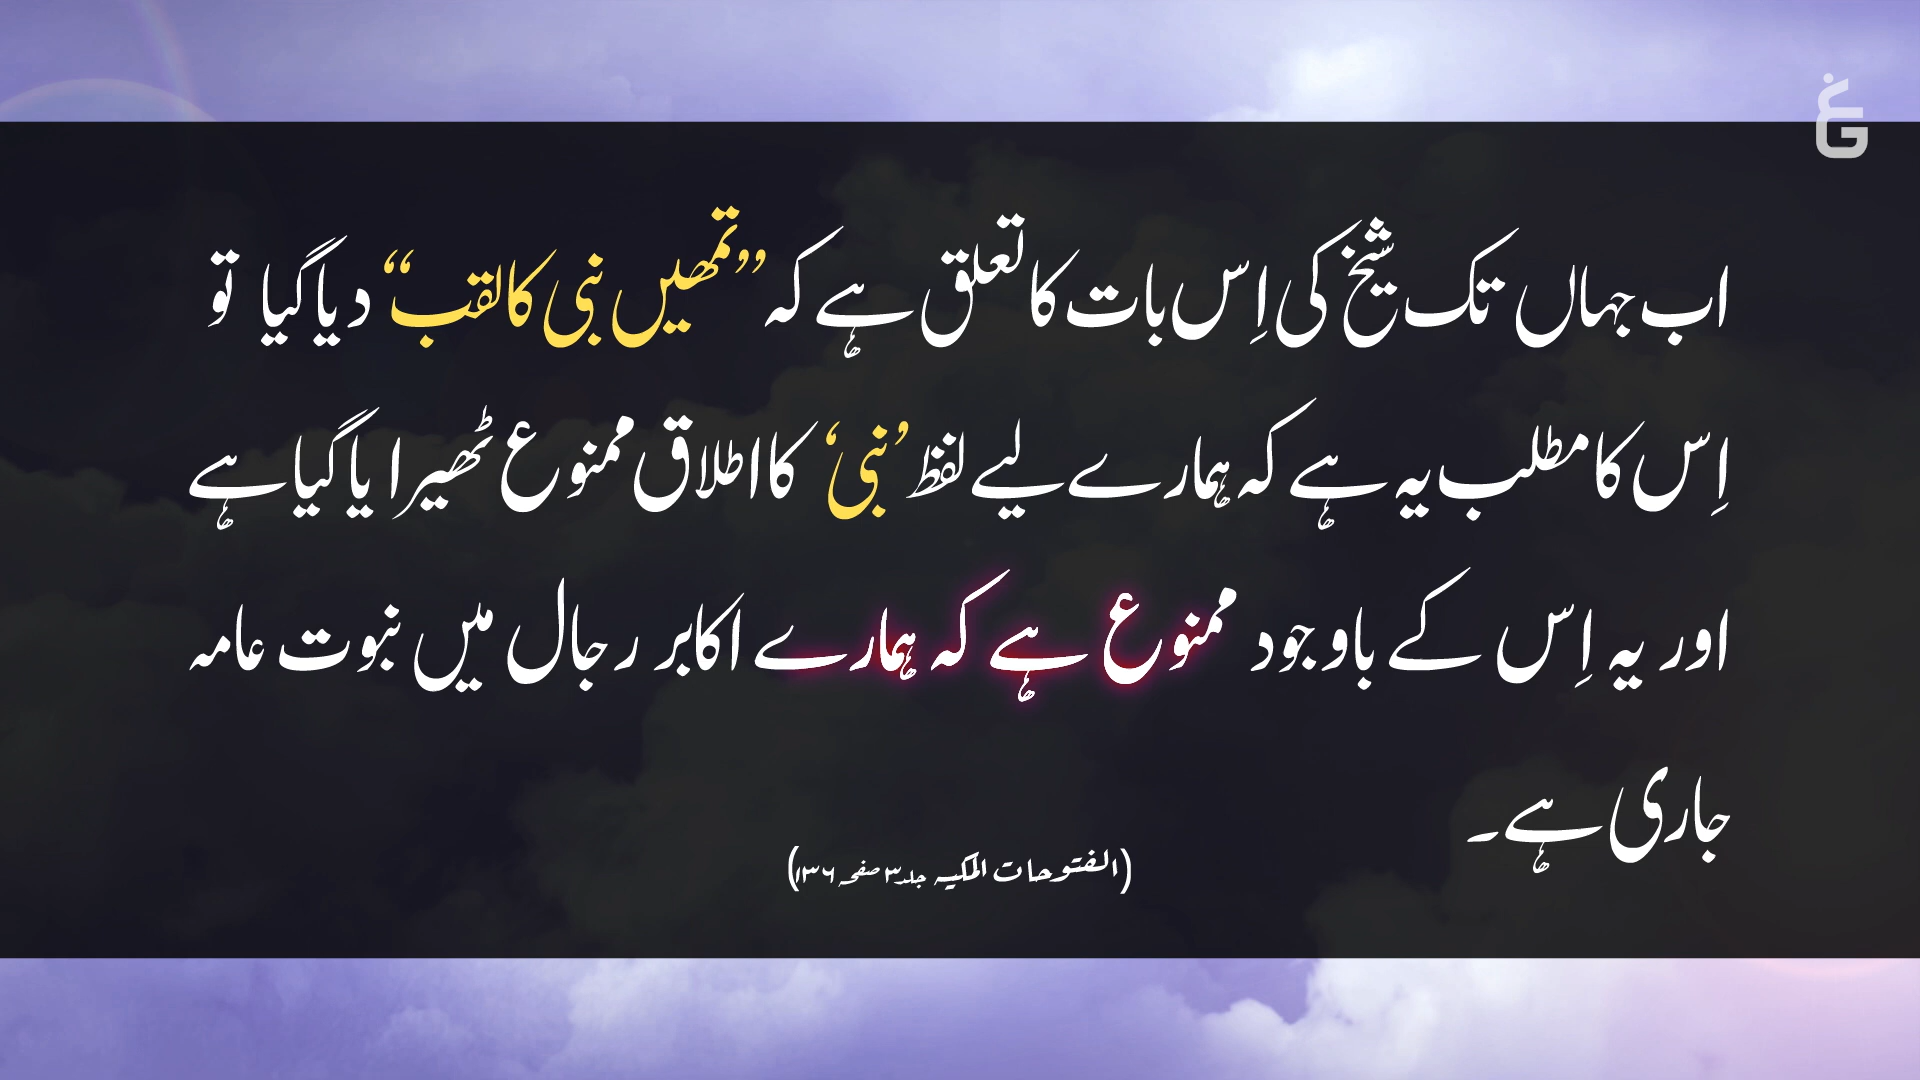 اب جہاں تک شیخ کی اِس بات کا تعلق ہے کہ ’’تمھیں نبی کا لقب‘‘ دیا گیا تو
اِس کا مطلب یہ ہے کہ ہمارے لیے لفظ ’نبی‘ کا اطلاق ممنوع ٹھیرایا گیا ہے
اور یہ اِس کے باوجود ممنوع ہے کہ ہمارے اکابر رجال میں نبوت عامہ
جاری ہے۔
(الفتوحات المکیہ جلد۳ صفحہ ۱۳۶)